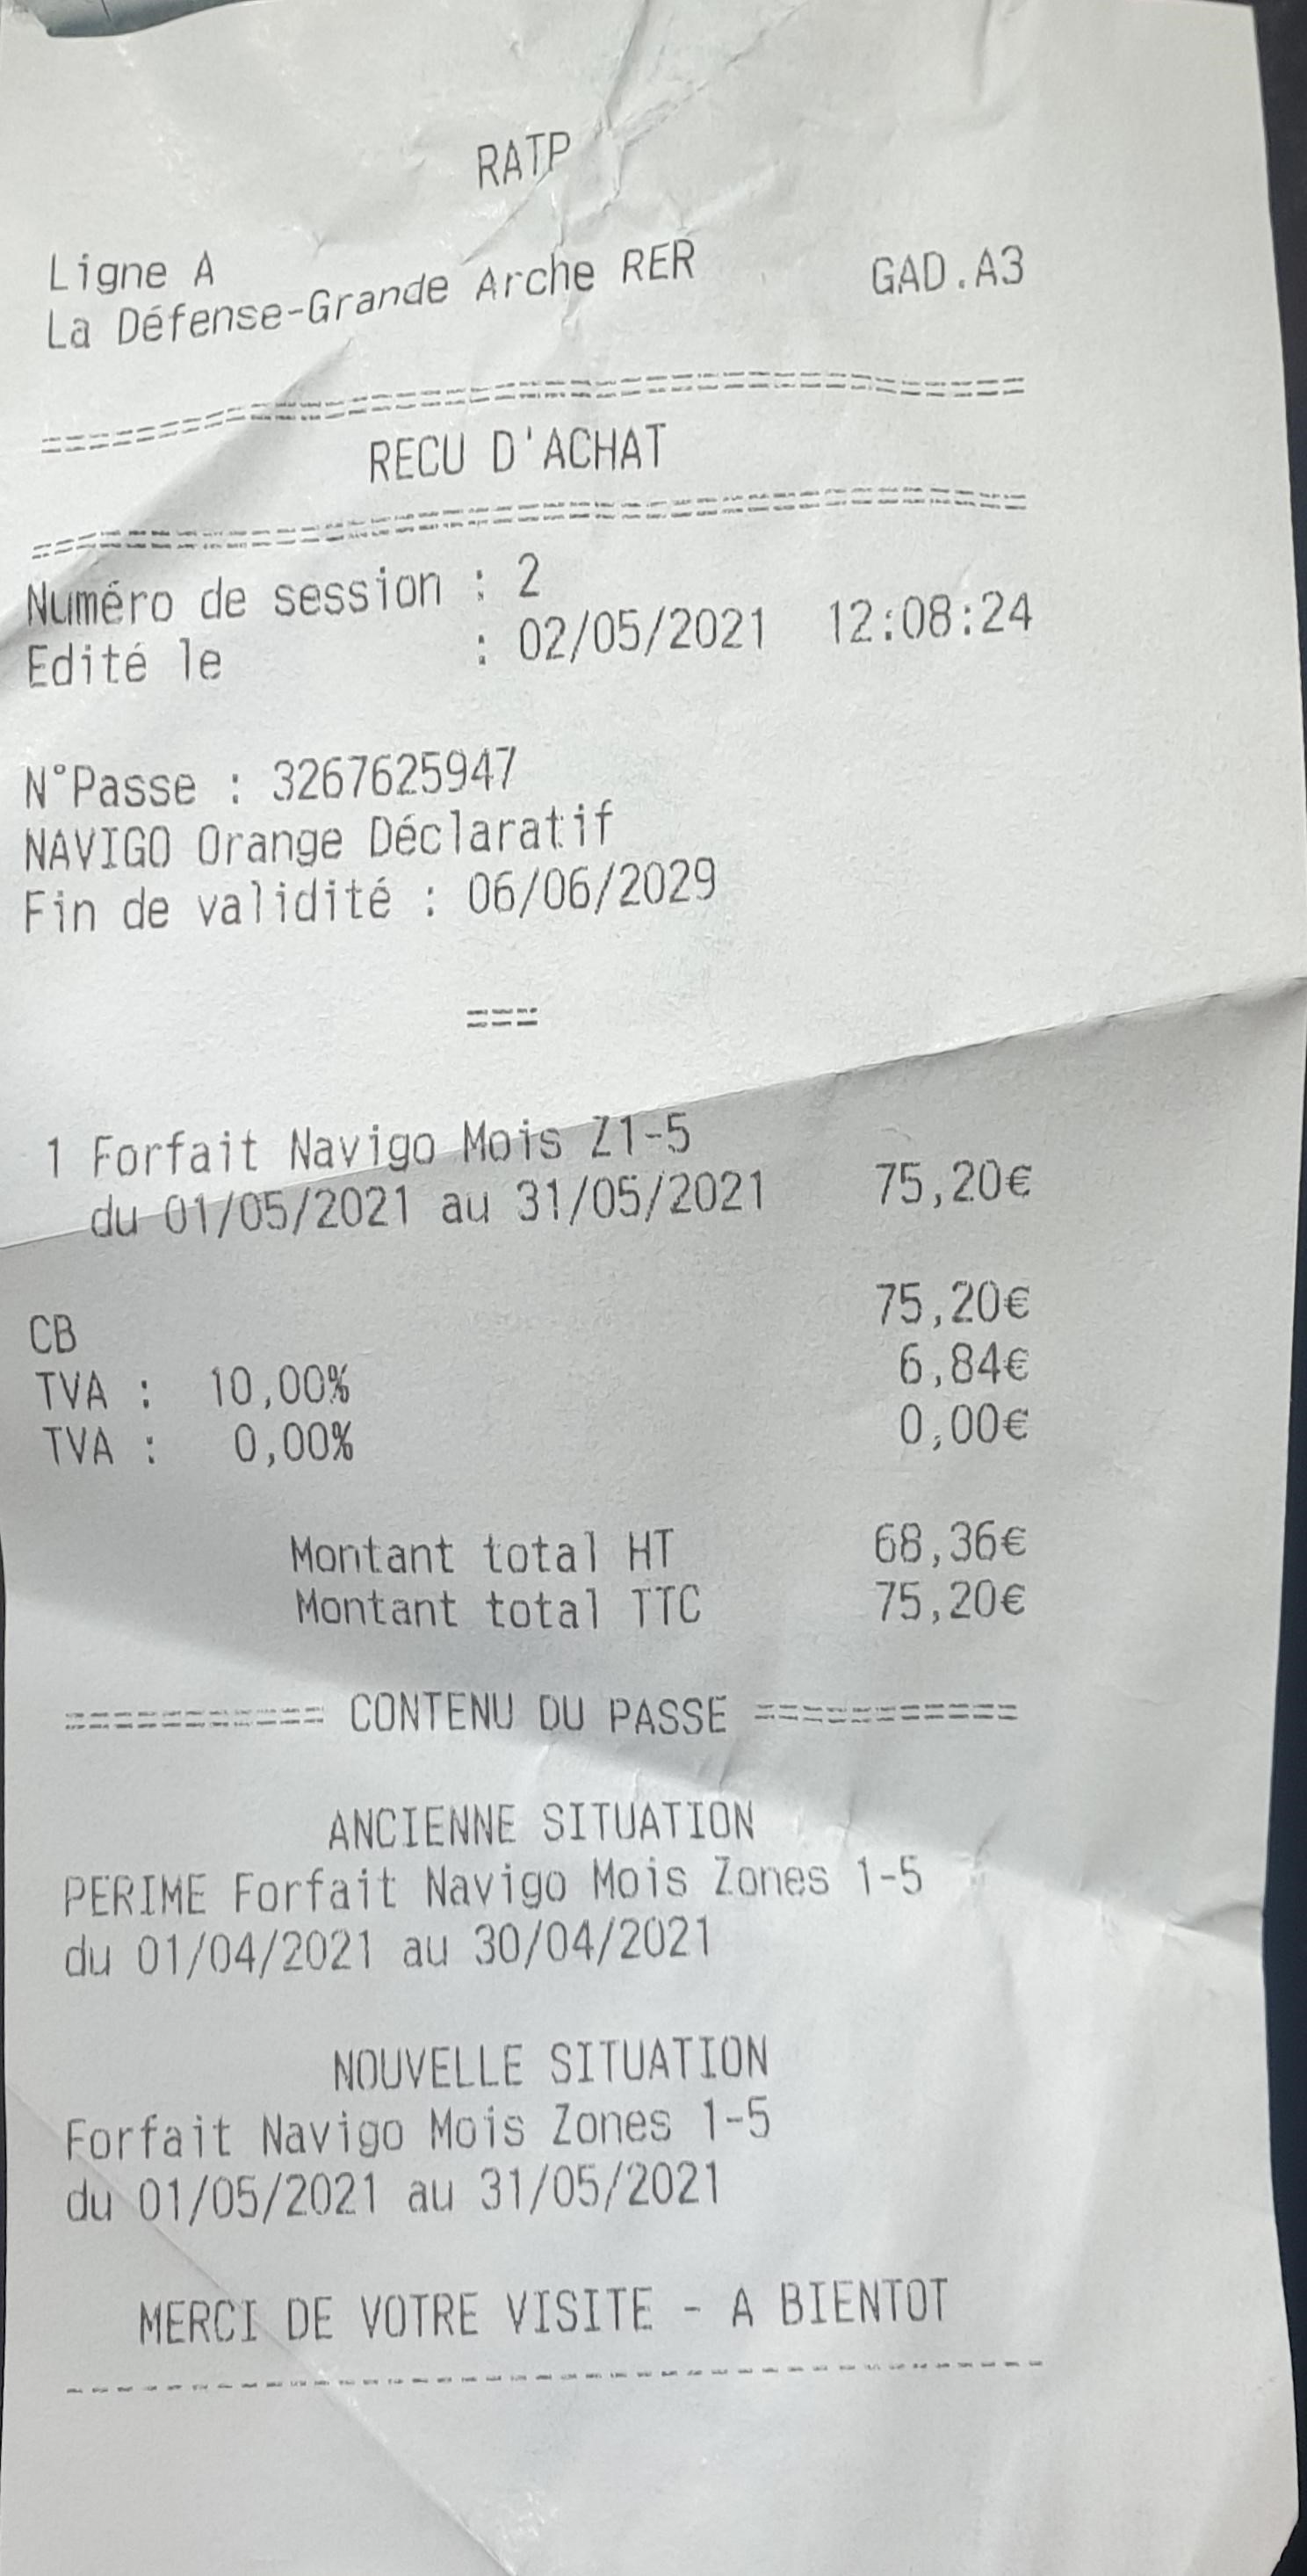 RATP
Ligne A
La Défense-Grande Arche RER GAD.A3
==========================================
RECU D'ACHAT
==========================================
Numéro de session : 2
Edité le : 02/05/2021 12:08:24
N°Passe : 3267625947
NAVIGO Orange Déclaratif
Fin de validité : 06/06/2029
===
1 Forfait Navigo Mois Z1-5
du 01/05/2021 au 31/05/2021 75,20€
CB 75,20€
TVA : 10,00% 6,84€
TVA : 0,00% 0,00€
Montant total HT 68,36€
Montant total TTC 75,20€
=========== CONTENU DU PASSE ===========
ANCIENNE SITUATION
PERIME Forfait Navigo Mois Zones 1-5
du 01/04/2021 au 30/04/2021
NOUVELLE SITUATION
Forfait Navigo Mois Zones 1-5
du 01/05/2021 au 31/05/2021
MERCI DE VOTRE VISITE - A BIENTOT
----------------------------------------